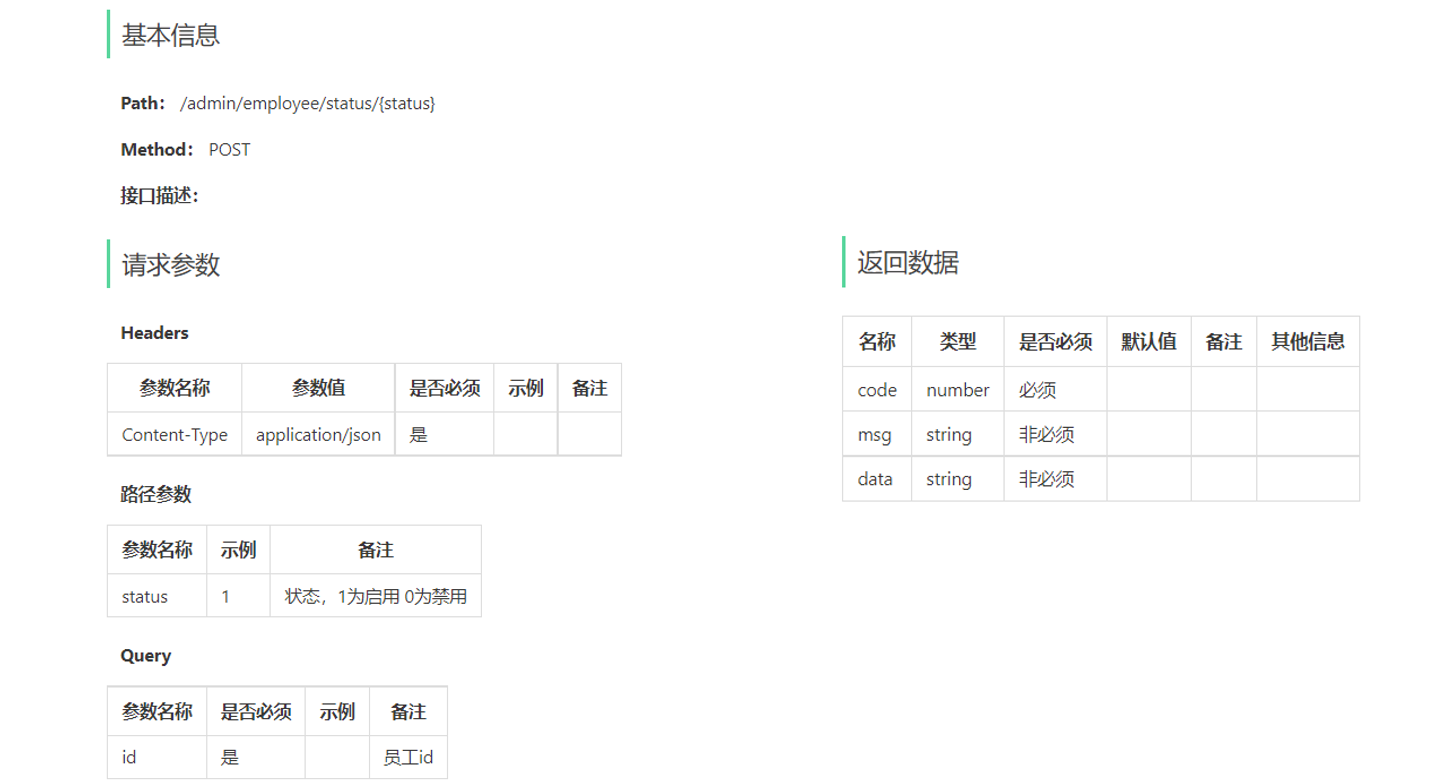 基本信息
Path： /admin/employee/status/{status}
Method： POST
接口描述：
请求参数
Headers
参数名称 参数值 是否必须 示例 备注
Content-Type application/json 是
路径参数
参数名称 示例 备注
status 1 状态，1为启用 0为禁用
Query
参数名称 是否必须 示例 备注
id 是 员工id
返回数据
名称 类型 是否必须 默认值 备注 其他信息
code number 必须
msg string 非必须
data string 非必须